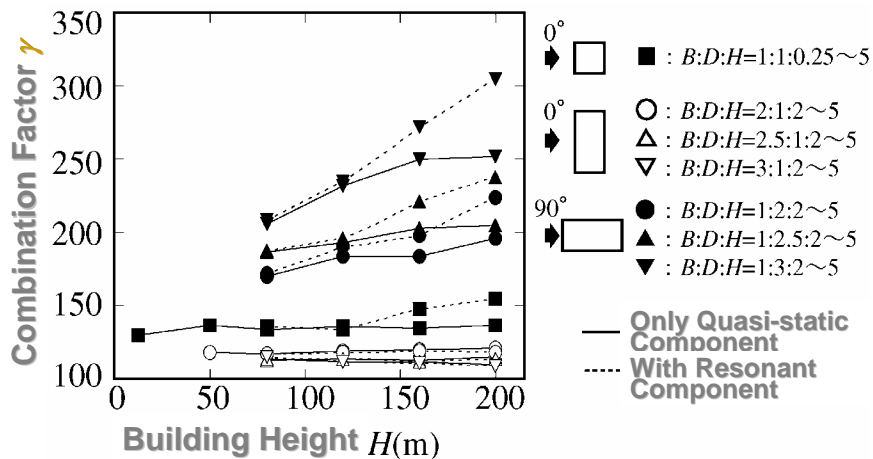 Combination Factor γ
350
300
250
200
150
100
0
50
100
150
200
Building Height H(m)
0°
■ : B:D:H=1:1:0.25～5
0°
○ : B:D:H=2:1:2～5
△ : B:D:H=2.5:1:2～5
▽ : B:D:H=3:1:2～5
90°
● : B:D:H=1:2:2～5
▲ : B:D:H=1:2.5:2～5
▼ : B:D:H=1:3:2～5
Only Quasi-static
Component
With Resonant
Component